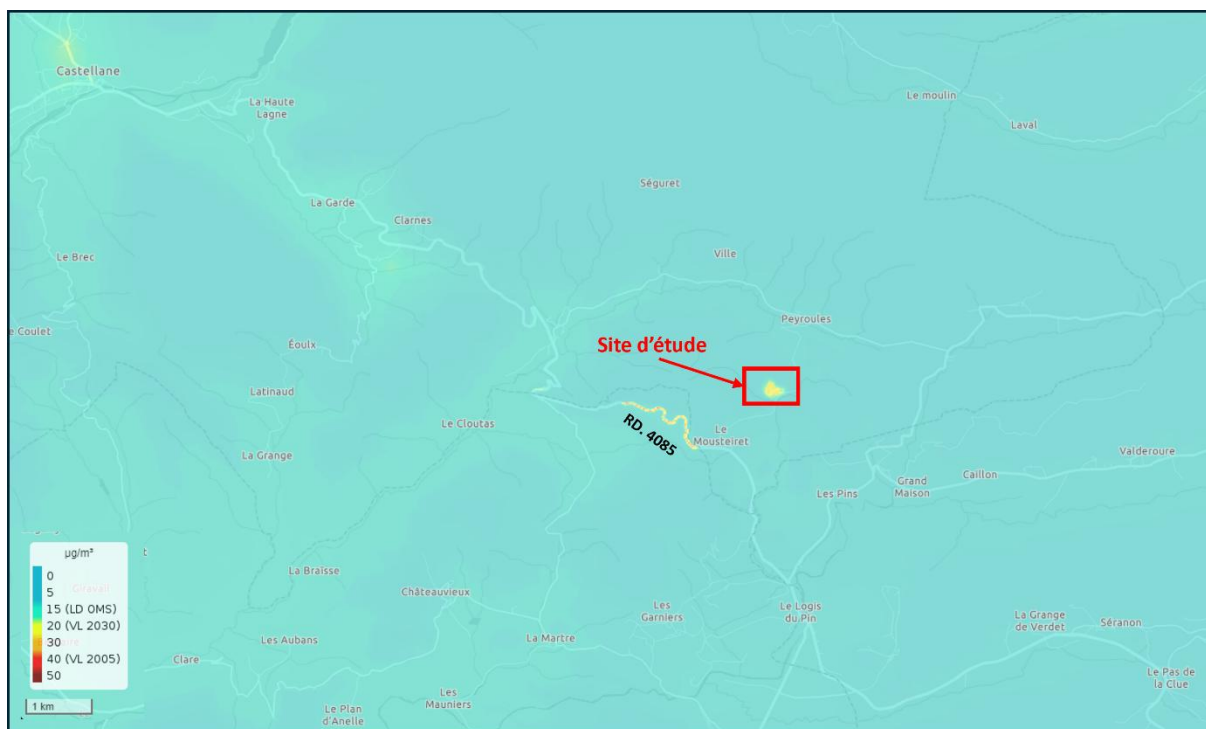 Castellane
La Haute
Lagne
Le moulin
Laval
Séguret
La Garde
Clarnes
Ville
Le Brec
Peyroules
e Coulet
Éoulx
Site d'étude
Latinaud
Le Cloutas
RD. 4085
Le
Mousteiret
La Grange
Valderoure
Caillon
Grand
Maison
Les Pins
La Braïsse
Châteauvieux
Les
Garniers
Le Logis
du Pin
La Grange
de Verdet
Séranon
Les Aubans
La Martre
Clare
Le Pas de
la Clue
Les
Mauniers
Le Plan
d'Anelle
µg/m³
0
5
15 (LD OMS)
20 (VL 2030)
30
40 (VL 2005)
50
t
1 km